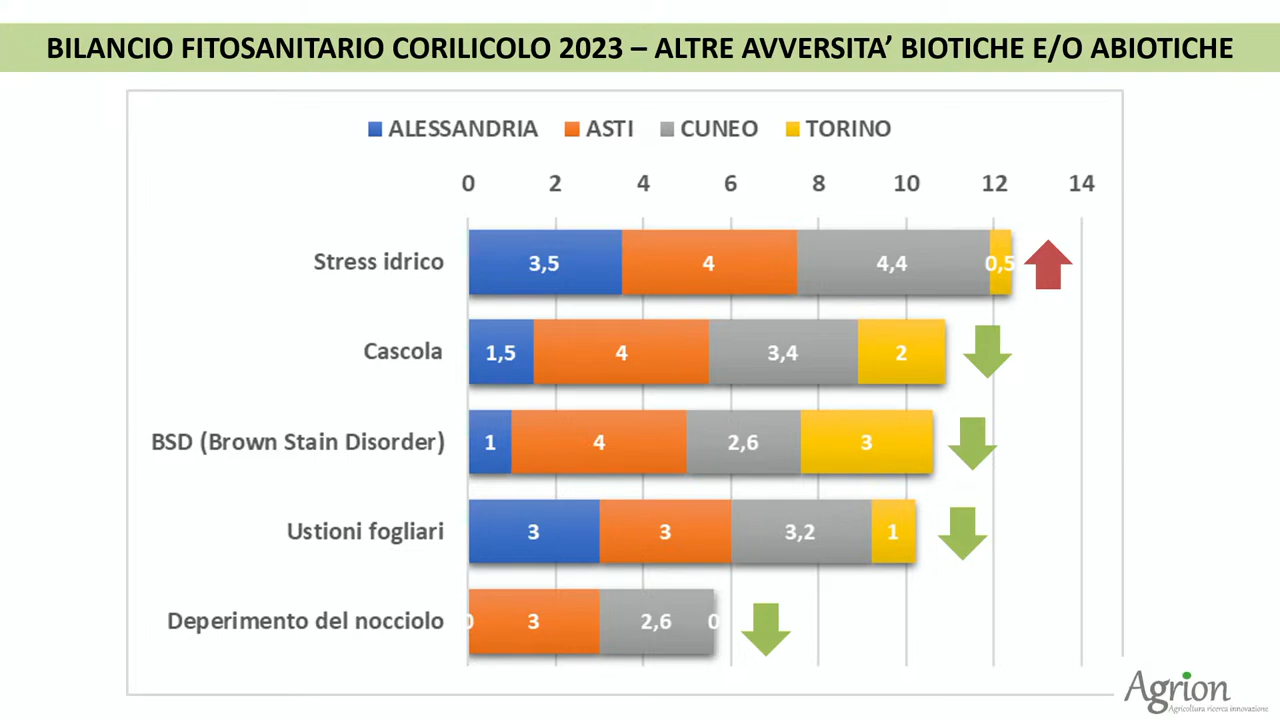 BILANCIO FITOSANITARIO CORILICOLO 2023 – ALTRE AVVERSITA’ BIOTICHE E/O ABIOTICHE
ALESSANDRIA ASTI CUNEO TORINO
0 2 4 6 8 10 12 14
Stress idrico 3,5 4 4,4 0,5
Cascola 1,5 4 3,4 2
BSD (Brown Stain Disorder) 1 4 2,6 3
Ustioni fogliari 3 3 3,2 1
Deperimento del nocciolo 0 3 2,6 0
Agrion
Agricoltura ricerca innovazione